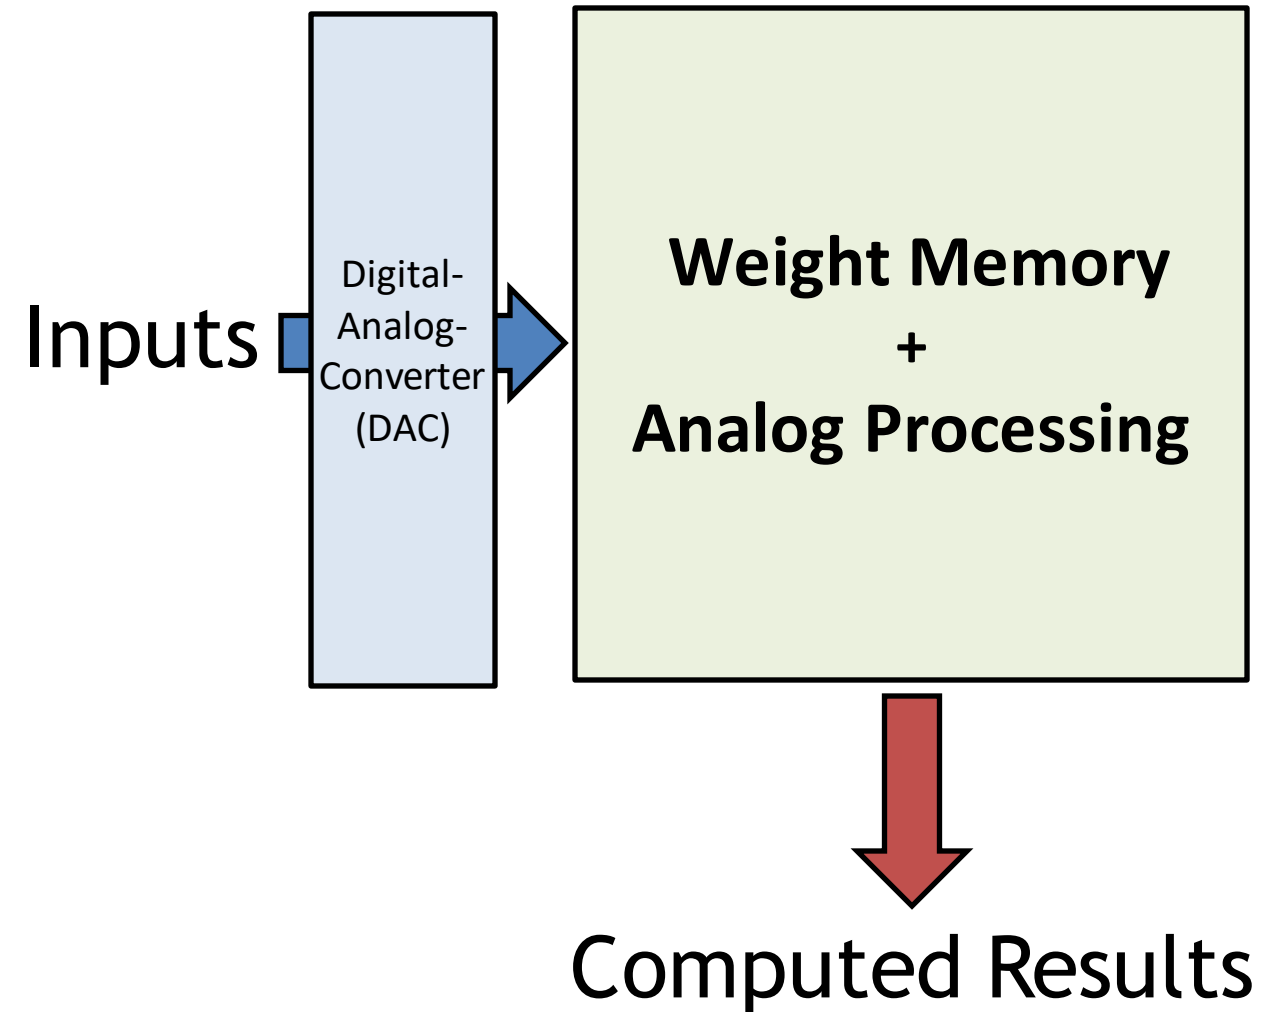 Inputs
Digital-
Analog-
Converter
(DAC)
Weight Memory
+
Analog Processing
Computed Results